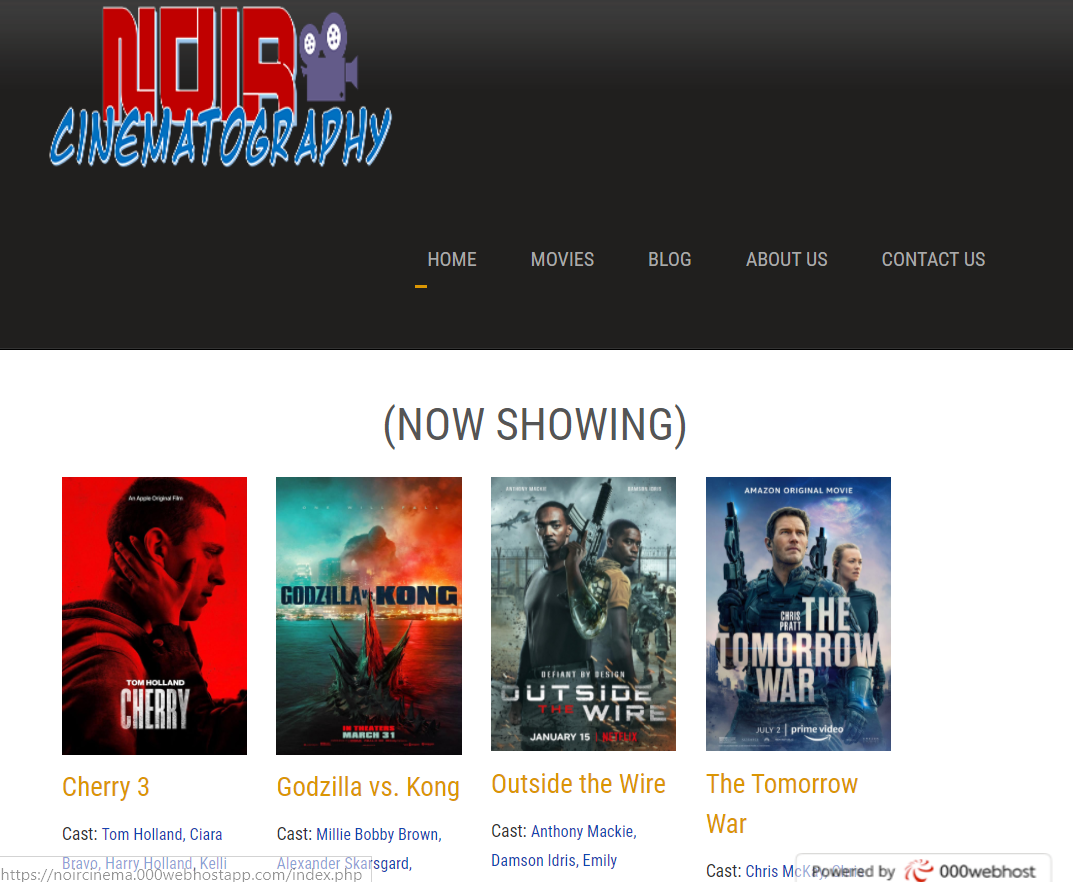 NOIR
CINEMATOGRAPHY
HOME MOVIES BLOG ABOUT US CONTACT US
(NOW SHOWING)
An Apple Original Film
TOM HOLLAND
CHERRY
GODZILLA vs. KONG
IN THEATERS
MARCH 31
ANTHONY MACKIE DAMSON IDRIS
DEFIANT BY DESIGN
OUTSIDE
THE WIRE
JANUARY 15 | NETFLIX
AMAZON ORIGINAL MOVIE
CHRIS
PRATT
THE
TOMORROW
WAR
JULY 2 | prime video
Cherry 3
Cast: Tom Holland, Ciara
Bravo, Harry Holland, Kelli
Godzilla vs. Kong
Cast: Millie Bobby Brown,
Alexander Skarsgard,
Outside the Wire
Cast: Anthony Mackie,
Damson Idris, Emily
The Tomorrow
War
Cast: Chris McKay, Chris
Powered by 000webhost
https://noircinema.000webhostapp.com/index.php